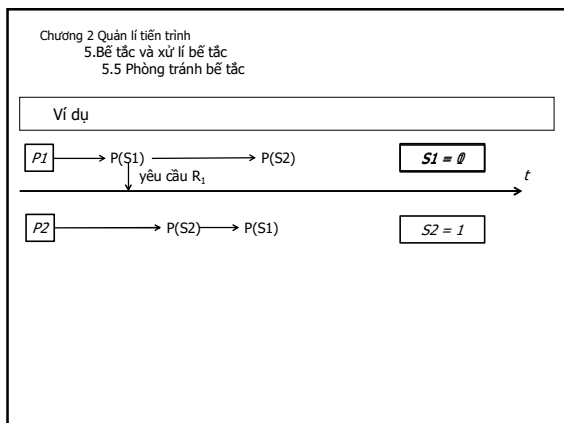 Chương 2 Quản lí tiến trình
5.Bế tắc và xử lí bế tắc
5.5 Phòng tránh bế tắc
Ví dụ
P1 P(S1) P(S2) S1 =
yêu cầu R1
t
P2 P(S2) P(S1) S2 = 1